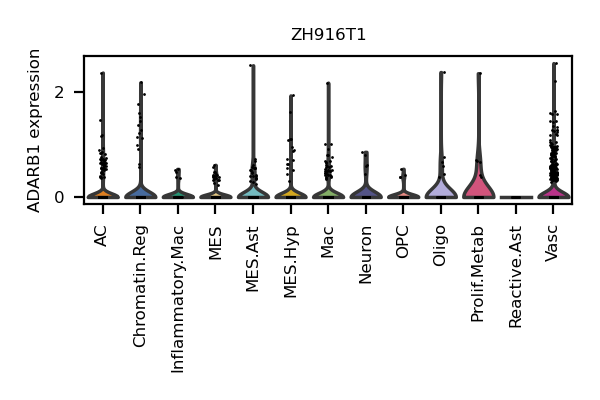 ZH916T1
ADARB1 expression
2
0
AC
Chromatin.Reg
Inflammatory.Mac
MES
MES.Ast
MES.Hyp
Mac
Neuron
OPC
Oligo
Prolif.Metab
Reactive.Ast
Vasc